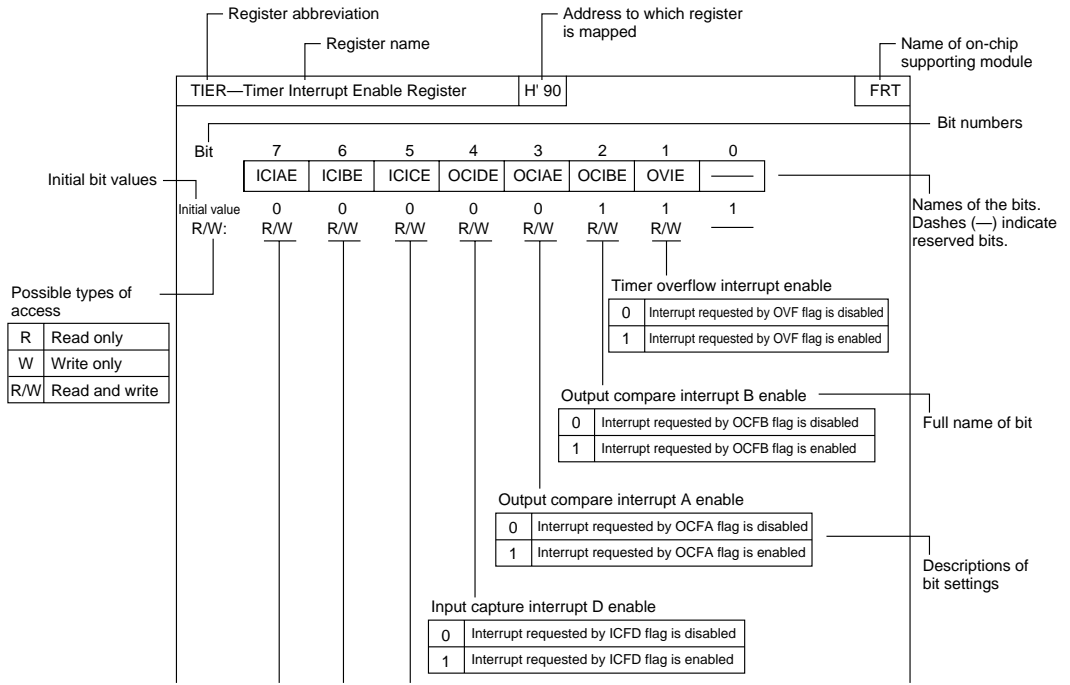 Register abbreviation
Register name
Address to which register
is mapped
Name of on-chip
supporting module
TIER—Timer Interrupt Enable Register H' 90 FRT
Bit numbers
Bit 7 6 5 4 3 2 1 0
ICIAE ICIBE ICICE OCIDE OCIAE OCIBE OVIE —
Initial bit values
Initial value 0 0 0 0 0 1 1 1
R/W: R/W R/W R/W R/W R/W R/W R/W —
Names of the bits.
Dashes (—) indicate
reserved bits.
Possible types of
access
R Read only
W Write only
R/W Read and write
Timer overflow interrupt enable
0 Interrupt requested by OVF flag is disabled
1 Interrupt requested by OVF flag is enabled
Output compare interrupt B enable
0 Interrupt requested by OCFB flag is disabled
1 Interrupt requested by OCFB flag is enabled
Full name of bit
Output compare interrupt A enable
0 Interrupt requested by OCFA flag is disabled
1 Interrupt requested by OCFA flag is enabled
Descriptions of
bit settings
Input capture interrupt D enable
0 Interrupt requested by ICFD flag is disabled
1 Interrupt requested by ICFD flag is enabled